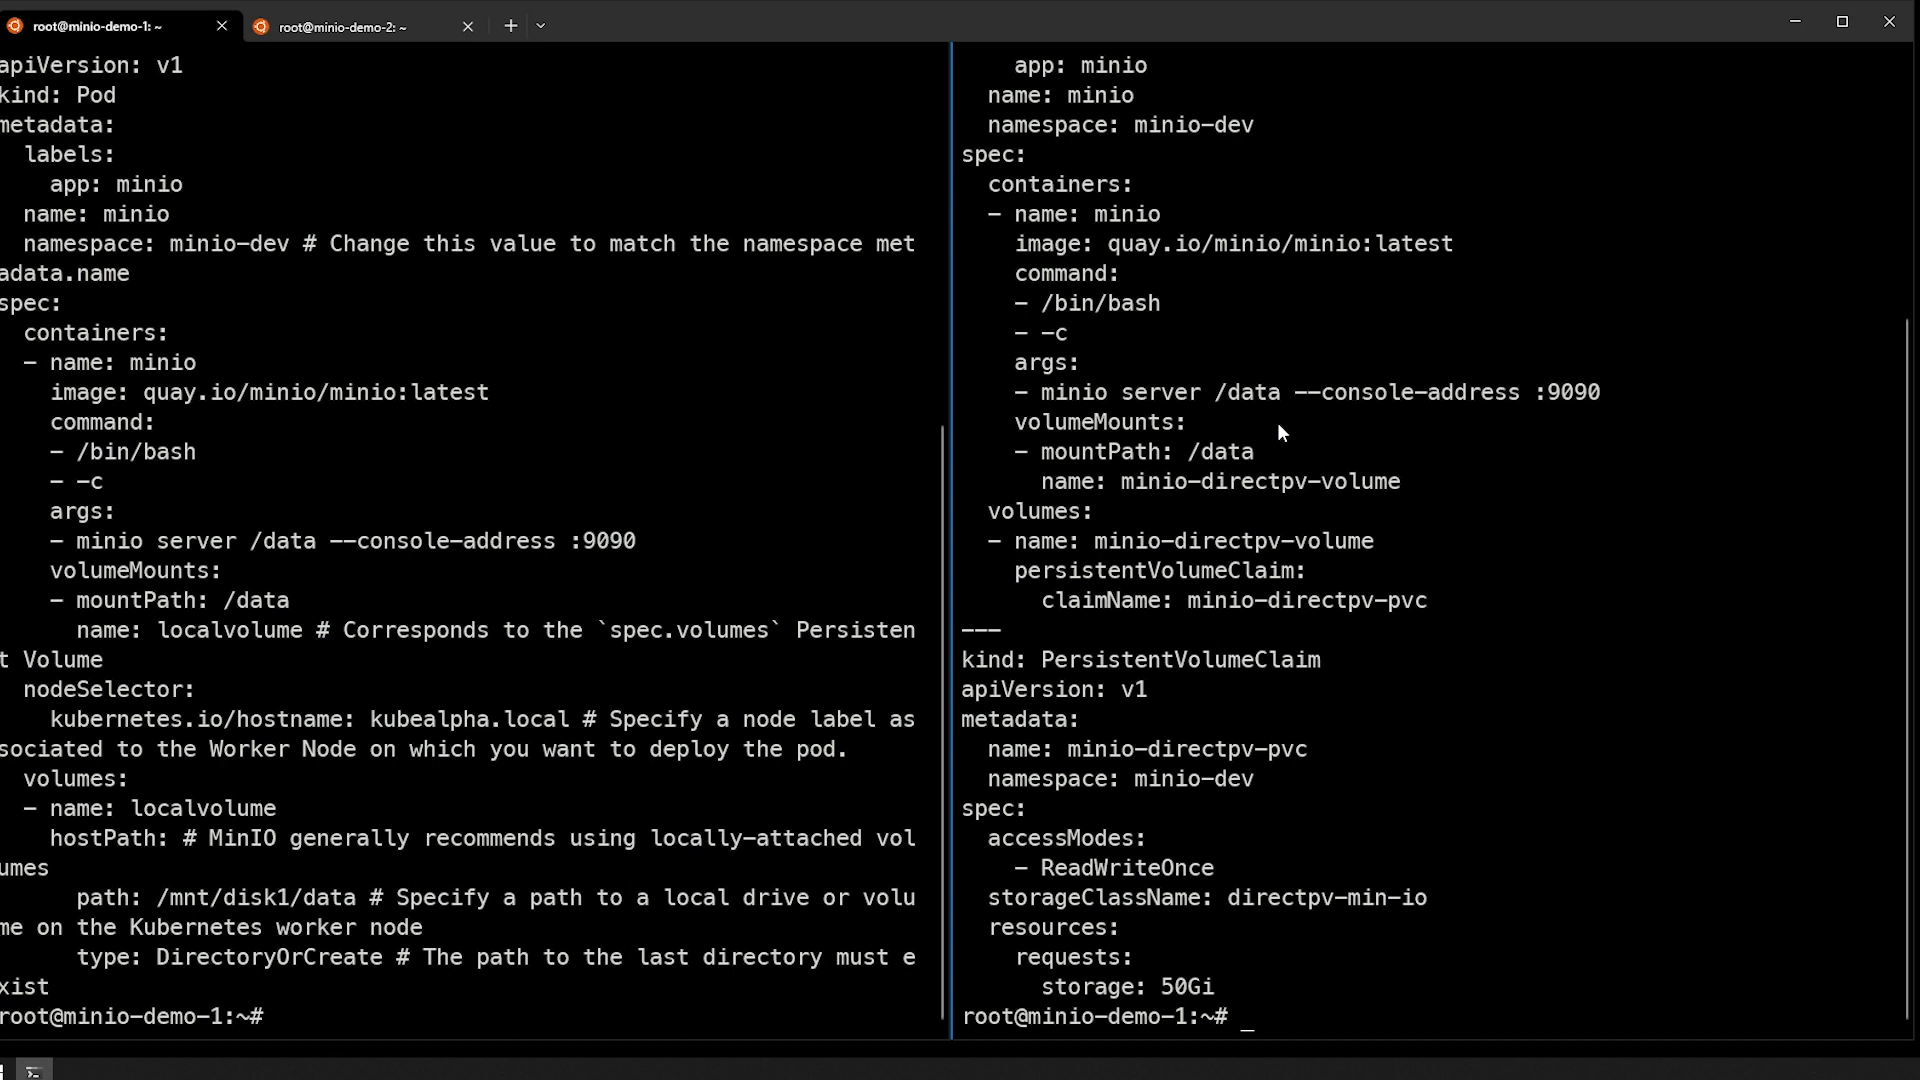 root@minio-demo-1: ~
root@minio-demo-2: ~
apiVersion: v1
kind: Pod
metadata:
  labels:
    app: minio
  name: minio
  namespace: minio-dev # Change this value to match the namespace met
adata.name
spec:
  containers:
  - name: minio
    image: quay.io/minio/minio:latest
    command:
    - /bin/bash
    - -c
    args:
    - minio server /data --console-address :9090
    volumeMounts:
    - mountPath: /data
      name: localvolume # Corresponds to the `spec.volumes` Persisten
t Volume
  nodeSelector:
    kubernetes.io/hostname: kubealpha.local # Specify a node label as
sociated to the Worker Node on which you want to deploy the pod.
  volumes:
  - name: localvolume
    hostPath: # MinIO generally recommends using locally-attached vol
umes
      path: /mnt/disk1/data # Specify a path to a local drive or volu
me on the Kubernetes worker node
      type: DirectoryOrCreate # The path to the last directory must e
xist
root@minio-demo-1:~#
    app: minio
  name: minio
  namespace: minio-dev
spec:
  containers:
  - name: minio
    image: quay.io/minio/minio:latest
    command:
    - /bin/bash
    - -c
    args:
    - minio server /data --console-address :9090
    volumeMounts:
    - mountPath: /data
      name: minio-directpv-volume
  volumes:
  - name: minio-directpv-volume
    persistentVolumeClaim:
      claimName: minio-directpv-pvc
---
kind: PersistentVolumeClaim
apiVersion: v1
metadata:
  name: minio-directpv-pvc
  namespace: minio-dev
spec:
  accessModes:
    - ReadWriteOnce
  storageClassName: directpv-min-io
  resources:
    requests:
      storage: 50Gi
root@minio-demo-1:~# _